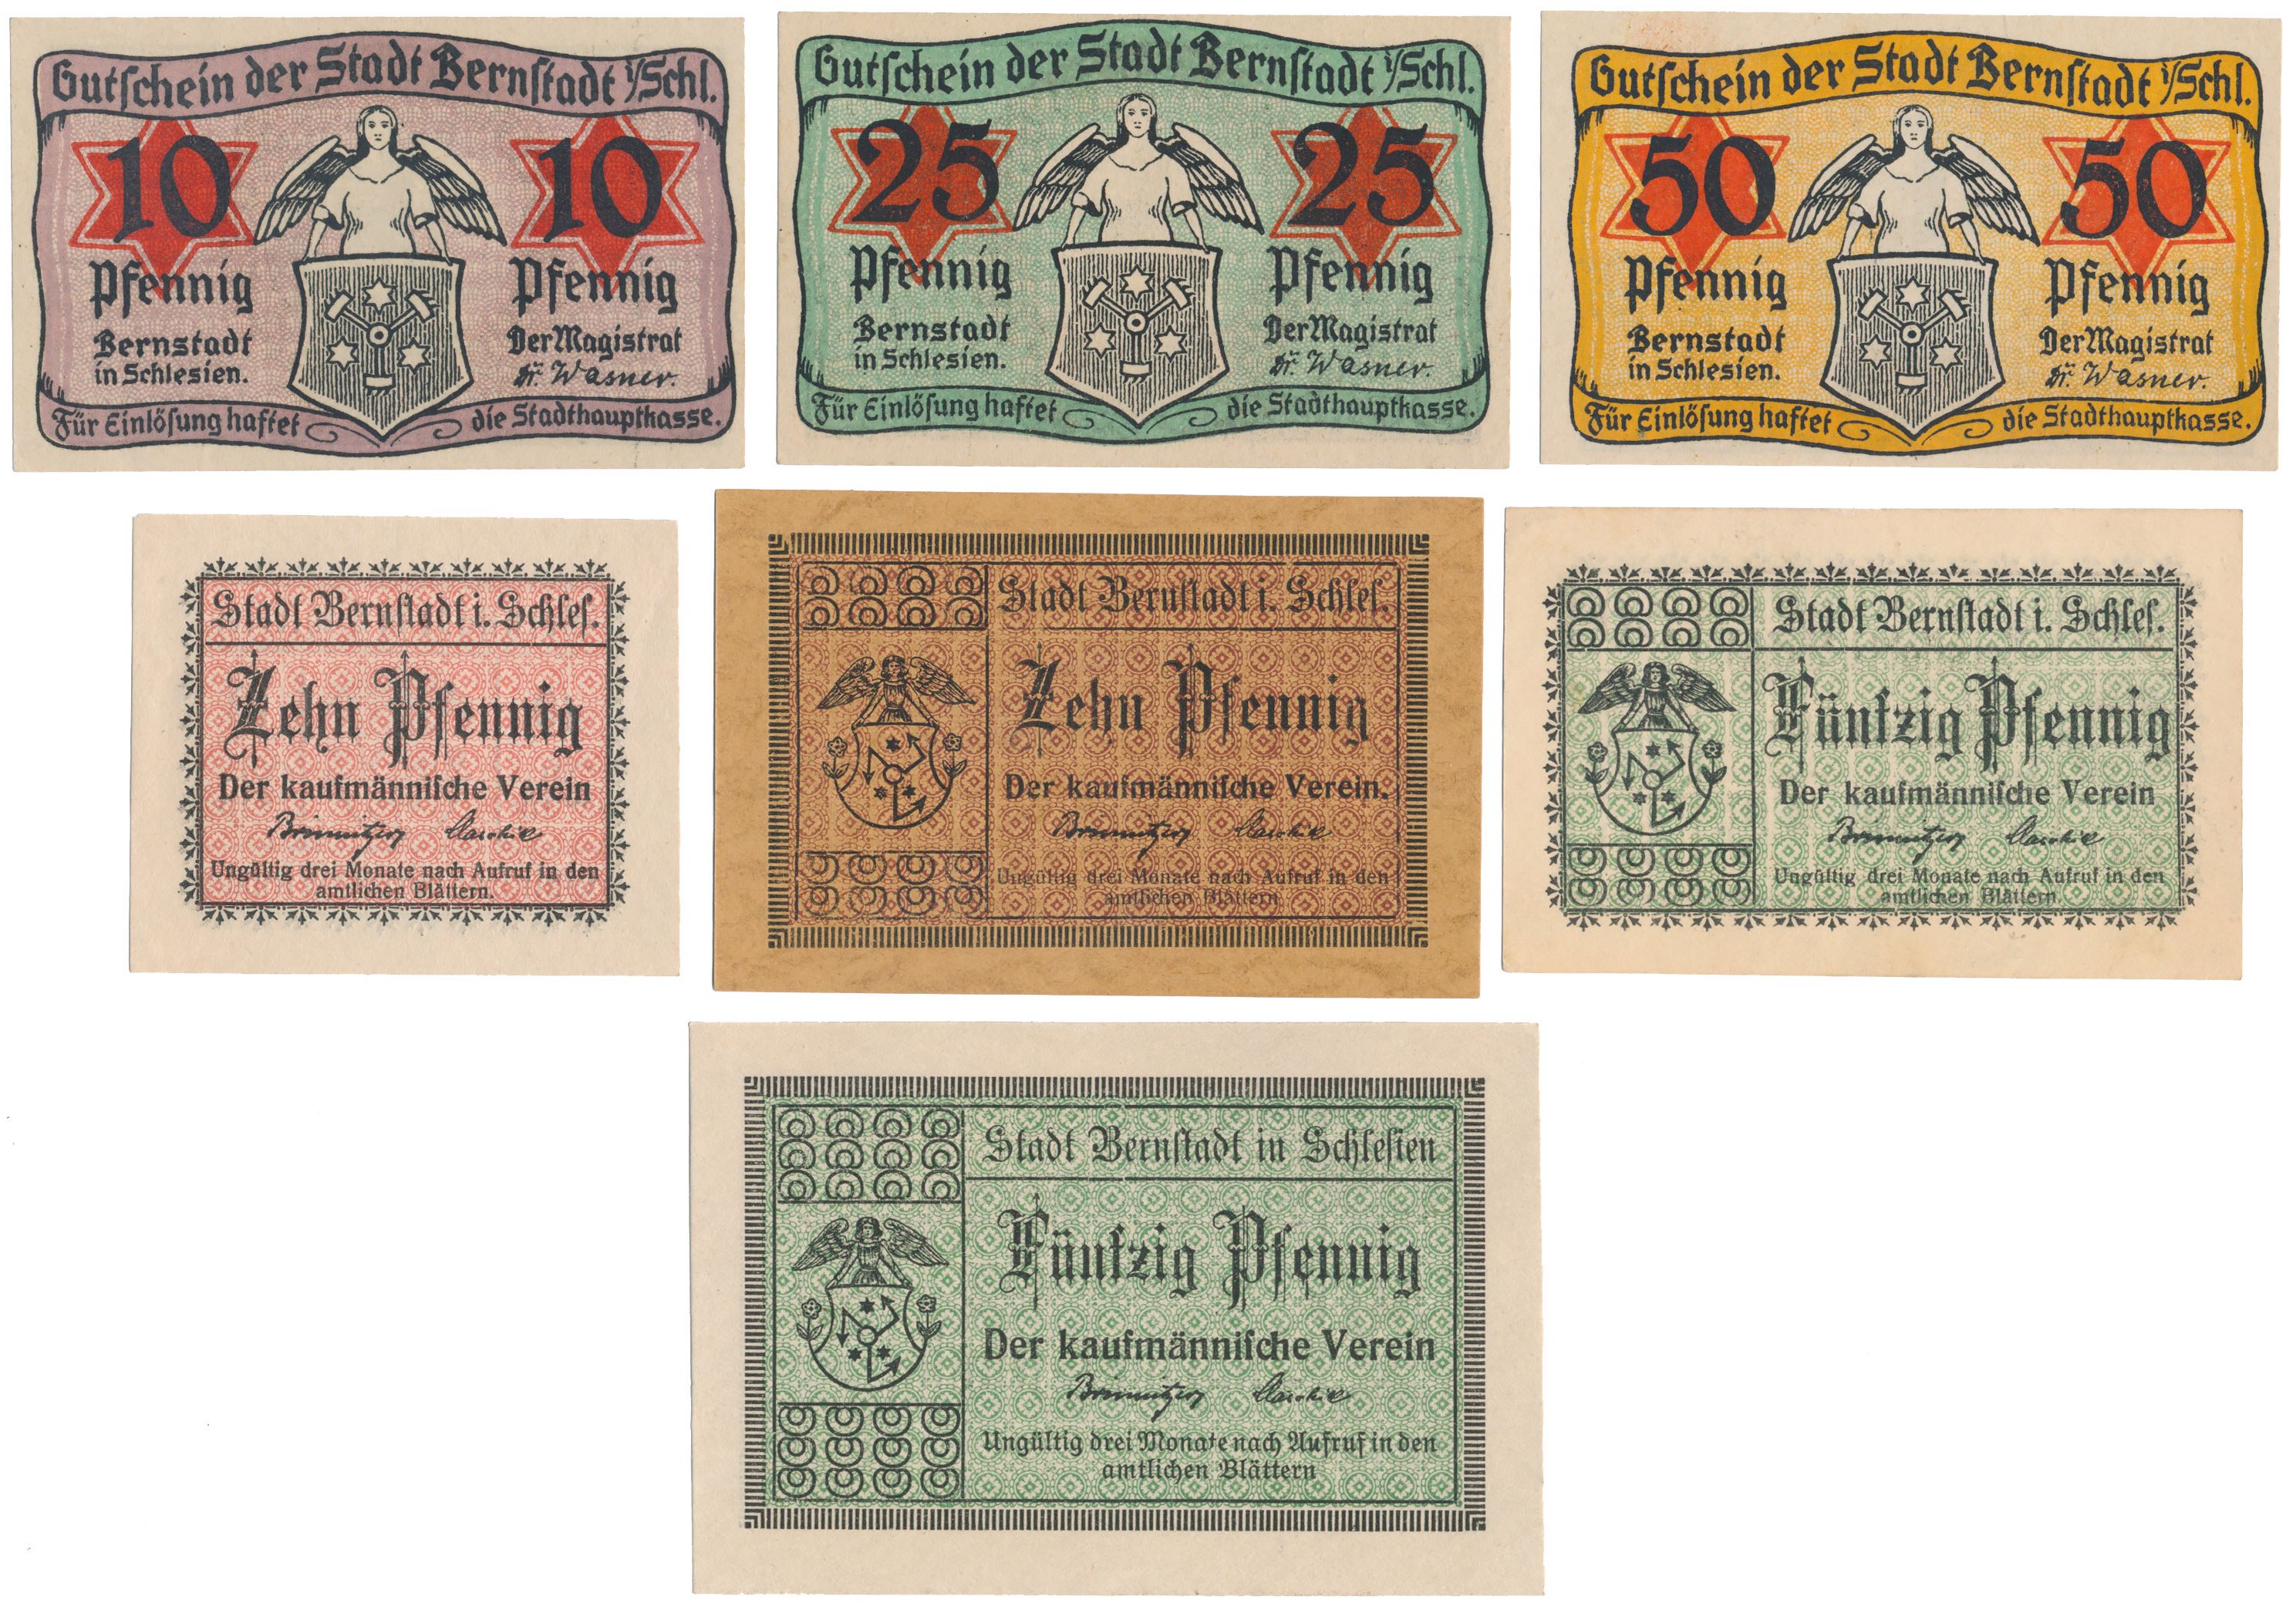 Gutſchein der Stadt Bernſtadt i/Schl.
10 10
Pfennig Pfennig
Bernstadt Der Magistrat
in Schlesien. Dr. Wasner.
Für Einlöſung haftet die Stadthauptkasse.
Gutſchein der Stadt Bernſtadt i/Schl.
25 25
Pfennig Pfennig
Bernstadt Der Magistrat
in Schlesien. Dr. Wasner.
Für Einlöſung haftet die Stadthauptkasse.
Gutſchein der Stadt Bernſtadt i/Schl.
50 50
Pfennig Pfennig
Bernstadt Der Magistrat
in Schlesien. Dr. Wasner.
Für Einlöſung haftet die Stadthauptkasse.
Stadt Bernſtadt i. Schleſ.
Zehn Pfennig
Der kaufmänniſche Verein
Ungültig drei Monate nach Aufruf in den
amtlichen Blättern.
Stadt Bernſtadt i. Schleſ.
Zehn Pfennig
Der kaufmänniſche Verein.
Ungültig drei Monate nach Aufruf in den
amtlichen Blättern
Stadt Bernſtadt i. Schleſ.
Fünfzig Pfennig
Der kaufmänniſche Verein
Ungültig drei Monate nach Aufruf in den
amtlichen Blättern.
Stadt Bernſtadt in Schleſien
Fünfzig Pfennig
Der kaufmänniſche Verein
Ungültig drei Monate nach Aufruf in den
amtlichen Blättern